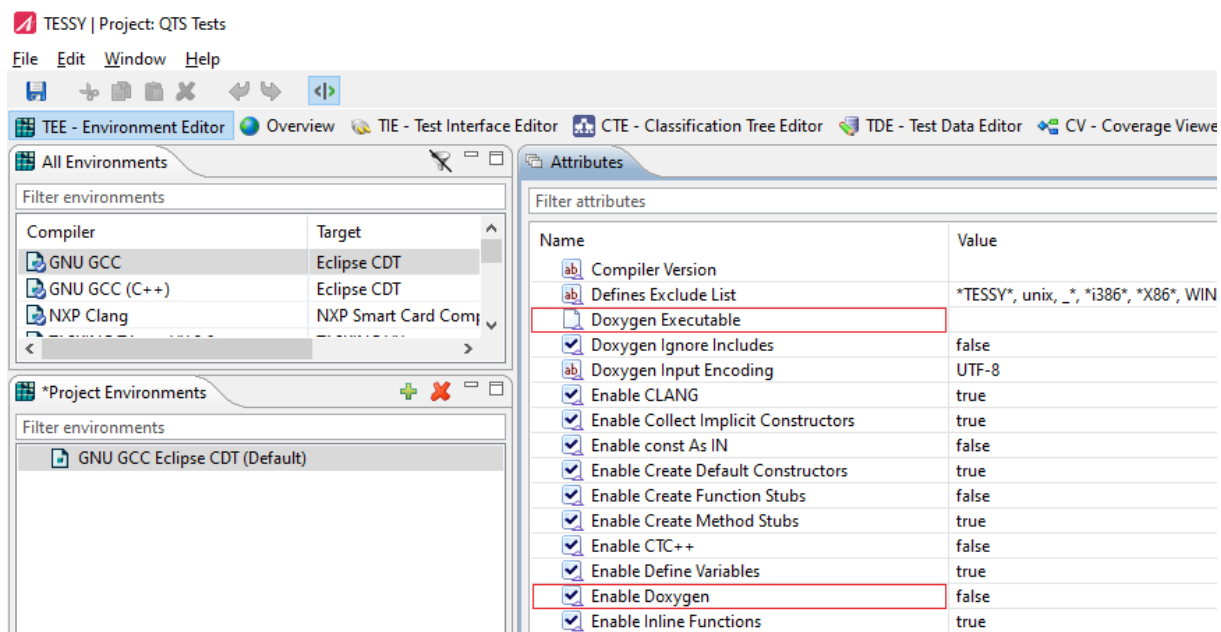 TESSY | Project: QTS Tests
File Edit Window Help
TEE - Environment Editor Overview TIE - Test Interface Editor CTE - Classification Tree Editor TDE - Test Data Editor CV - Coverage Viewe
All Environments
Filter environments
Compiler Target
GNU GCC Eclipse CDT
GNU GCC (C++) Eclipse CDT
NXP Clang NXP Smart Card Comp
*Project Environments
Filter environments
GNU GCC Eclipse CDT (Default)
Attributes
Filter attributes
Name Value
Compiler Version
Defines Exclude List *TESSY*, unix, _*, *i386*, *X86*, WIN
Doxygen Executable
Doxygen Ignore Includes false
Doxygen Input Encoding UTF-8
Enable CLANG true
Enable Collect Implicit Constructors true
Enable const As IN false
Enable Create Default Constructors true
Enable Create Function Stubs false
Enable Create Method Stubs true
Enable CTC++ false
Enable Define Variables true
Enable Doxygen false
Enable Inline Functions true